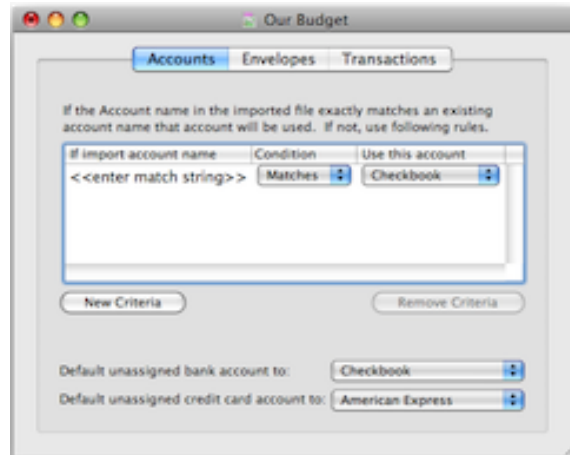 Our Budget
Accounts Envelopes Transactions
If the Account name in the imported file exactly matches an existing
account name that account will be used. If not, use following rules.
If import account name Condition Use this account
<<enter match string>> Matches Checkbook
New Criteria Remove Criteria
Default unassigned bank account to: Checkbook
Default unassigned credit card account to: American Express